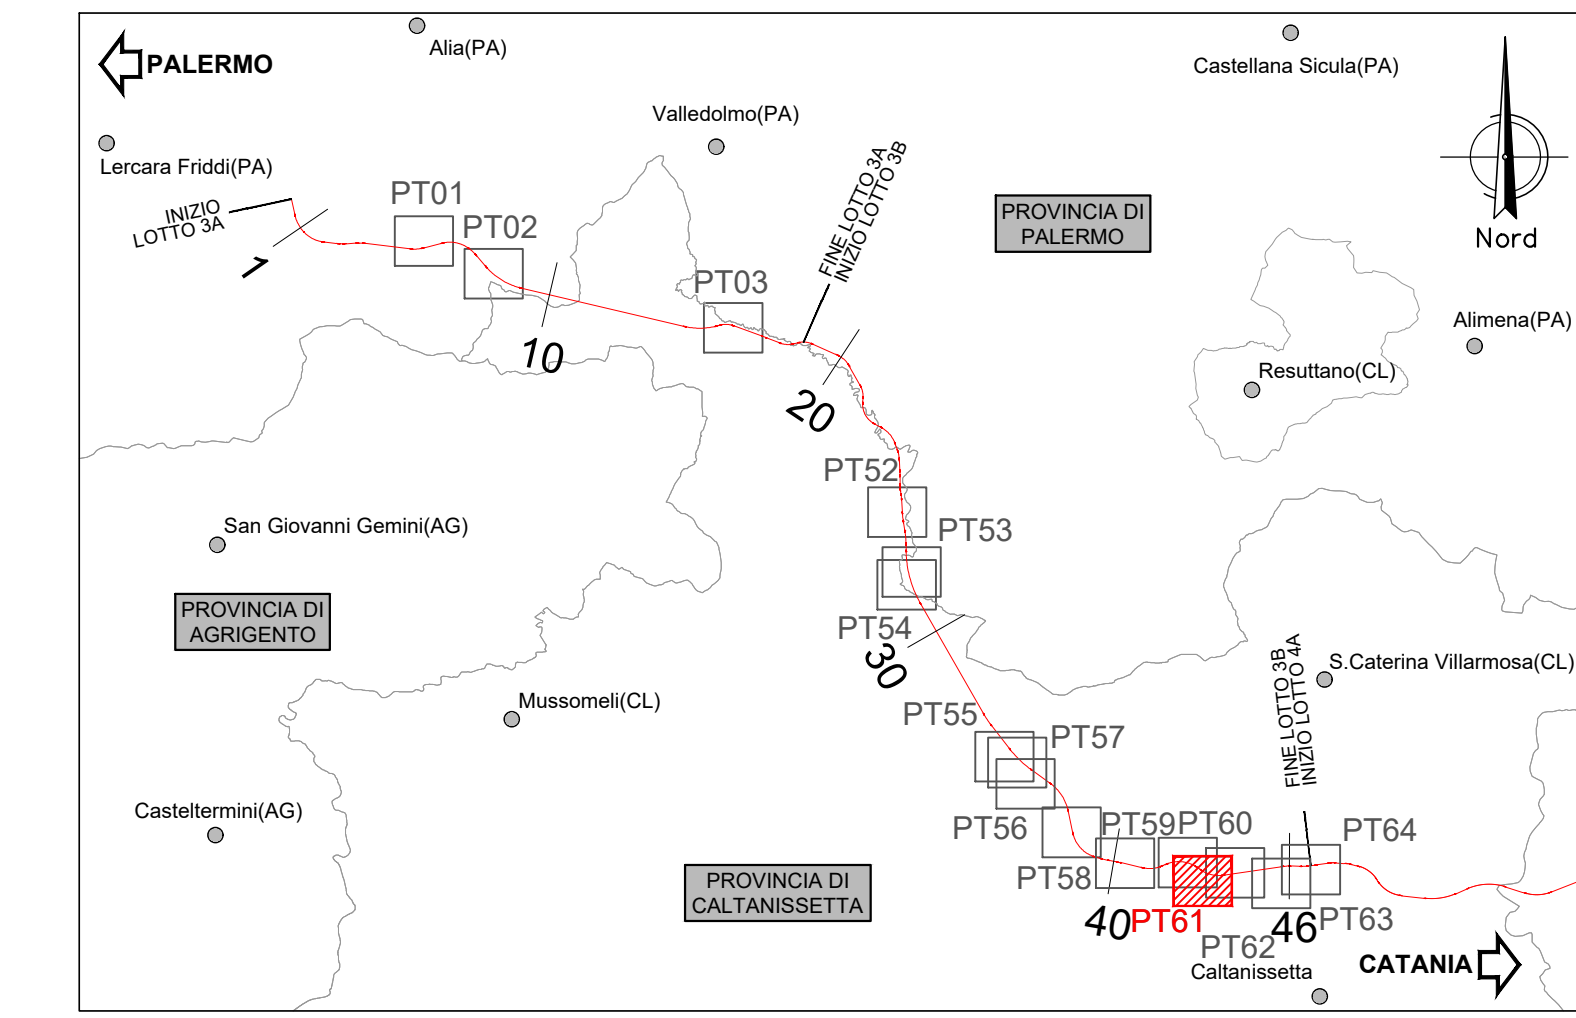 Alia(PA)
PALERMO
Castellana Sicula(PA)
Valledolmo(PA)
Lercara Friddi(PA)
INIZIO
LOTTO 3A
PT01
PT02
1
FINE LOTTO 3A
INIZIO LOTTO 3B
PROVINCIA DI
PALERMO
Nord
PT03
10
Alimena(PA)
Resuttano(CL)
20
PT52
San Giovanni Gemini(AG)
PT53
PROVINCIA DI
AGRIGENTO
PT54
30
FINE LOTTO 3B
INIZIO LOTTO 4A
S.Caterina Villarmosa(CL)
Mussomeli(CL)
PT55
PT57
Casteltermini(AG)
PT56
PT59
PT60
PT64
PT58
PROVINCIA DI
CALTANISSETTA
40
PT61
46
PT63
PT62
Caltanissetta
CATANIA